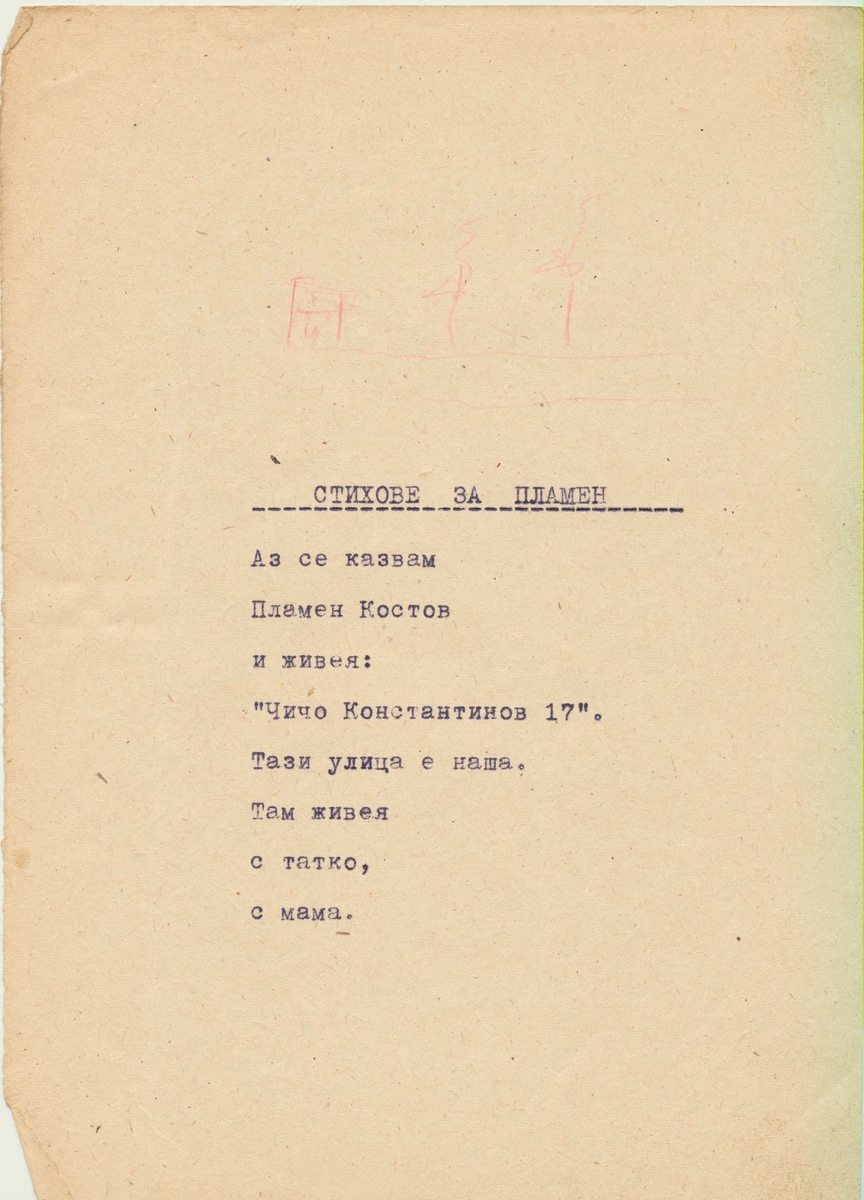 СТИХОВЕ ЗА ПЛАМЕН
Аз се казвам
Пламен Костов
и живея:
"Чичо Константинов 17".
Тази улица е наша.
Там живея
с татко,
с мама.